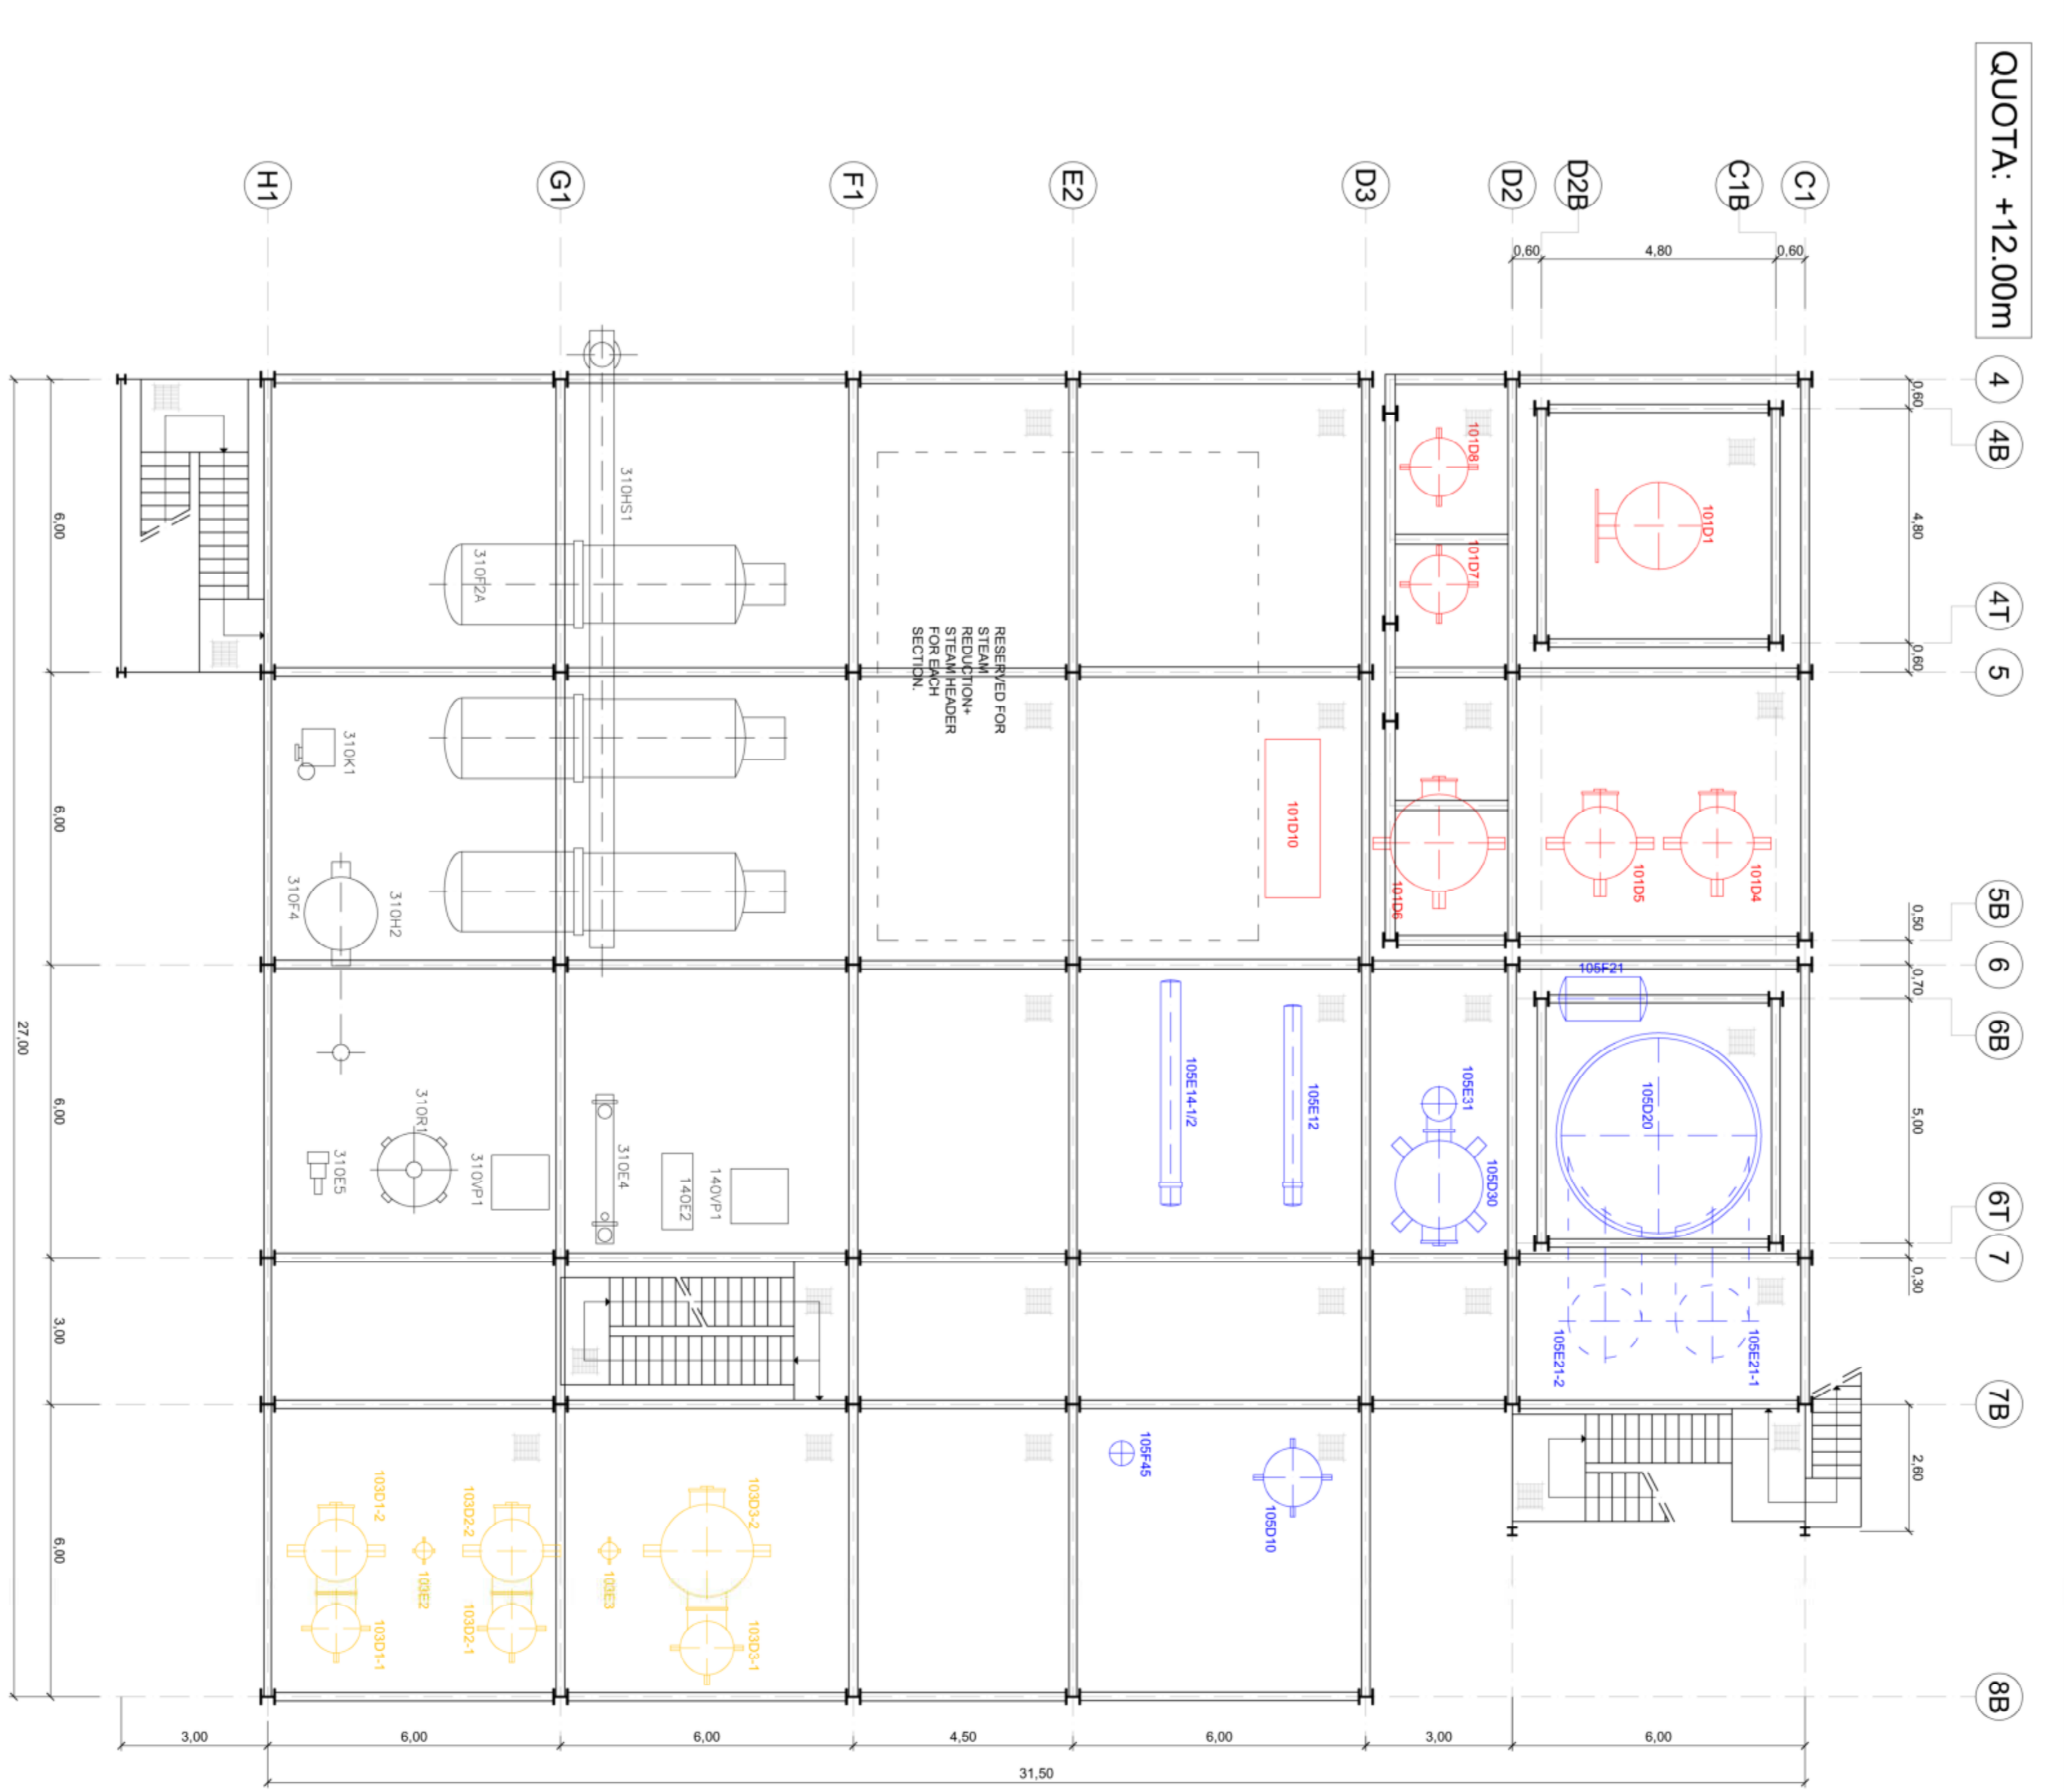 QUOTA: +12.00m
H1
G1
F1
E2
D3
D2
D2B
C1B
C1
0,60
4,80
0,60
4
4B
4T
5
5B
6
6B
6T
7
7B
8B
0,60
4,80
0,60
0,50
0,70
5,00
0,30
2,60
6,00
6,00
6,00
3,00
6,00
27,00
310HS1
310F2A
RESERVED FOR
STEAM
REDUCTION+
STEAM HEADER
FOR EACH
SECTION.
101D8
101D7
101D1
310K1
310F4
310H2
101D10
101D6
101D5
101D4
105F21
105D20
105E14-1/2
105E12
105E31
105D30
310R1
310E5
310VP1
310E4
140E2
140VP1
105E21-2
105E21-1
105F45
105D10
103D1-2
103D2-2
103D3-2
103E2
103E3
103D1-1
103D2-1
103D3-1
3,00
6,00
6,00
4,50
6,00
3,00
6,00
31,50